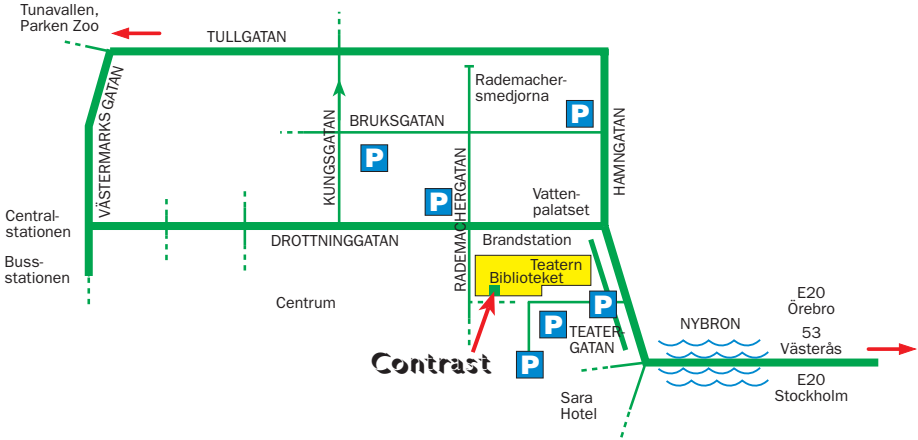 Tunavallen,
Parken Zoo
TULLGATAN
Rademacher-
smedjorna
P
BRUKSGATAN
VÄSTERMARKSGATAN
KUNGSGATAN
RADEMACHERGATAN
HAMNGATAN
P
P
Vatten-
palatset
Central-
stationen
DROTTNINGGATAN
Brandstation
Buss-
stationen
Teatern
Biblioteket
Centrum
P
P
P
TEATER-
GATAN
NYBRON
E20
Örebro
53
Västerås
E20
Stockholm
Contrast
Sara
Hotel